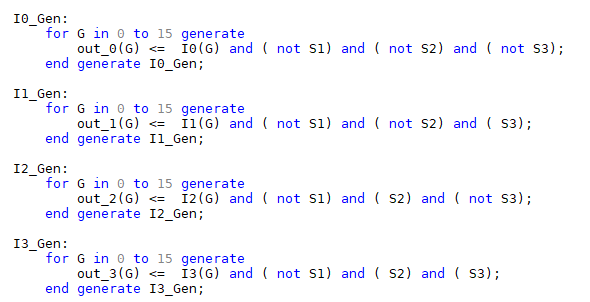 I0_Gen:
    for G in 0 to 15 generate
        out_0(G) <=  I0(G) and ( not S1) and ( not S2) and ( not S3);
    end generate I0_Gen;

I1_Gen:
    for G in 0 to 15 generate
        out_1(G) <=  I1(G) and ( not S1) and ( not S2) and ( S3);
    end generate I1_Gen;

I2_Gen:
    for G in 0 to 15 generate
        out_2(G) <=  I2(G) and ( not S1) and ( S2) and ( not S3);
    end generate I2_Gen;

I3_Gen:
    for G in 0 to 15 generate
        out_3(G) <=  I3(G) and ( not S1) and ( S2) and ( S3);
    end generate I3_Gen;